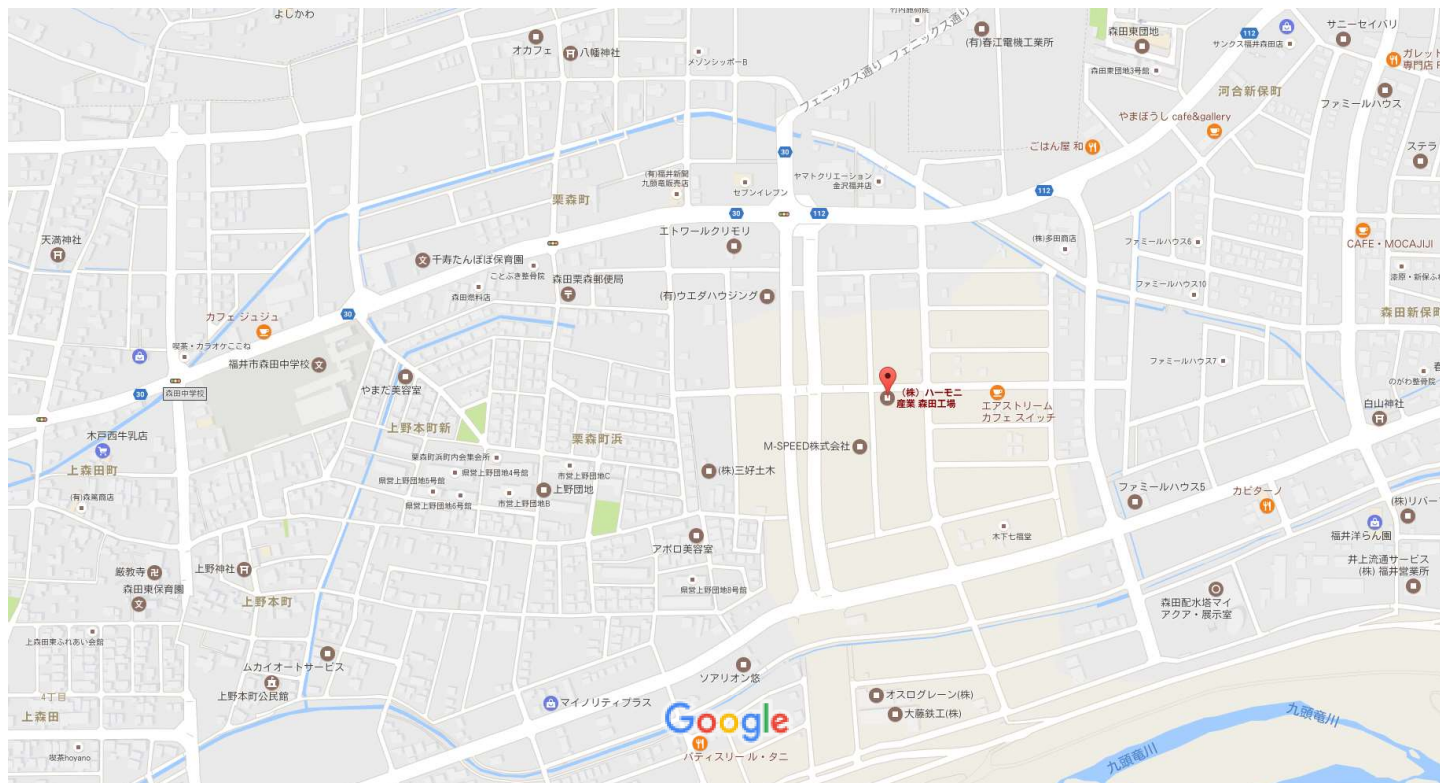 よしかわ
オカフェ
八幡神社
メゾンシッポーB
フェニックス通り
フェニックス通り
(有)春江電機工業所
森田東団地
森田東団地3号館
112
サンクス福井森田店
サニーセイバリ
ガレット
専門店
河合新保町
ファミールハウス
やまぼうし cafe&gallery
ごはん屋 和
ステラ
30
(有)福井新聞
九頭竜販売店
セブンイレブン
ヤマトクリエーション
金沢福井店
112
栗森町
30
112
エトワールクリモリ
天満神社
千寿たんぽぽ保育園
ことぶき整骨院
森田栗森郵便局
(有)ウエダハウジング
(株)多田商店
ファミールハウス6
CAFE・MOCAJIJI
ファミールハウス10
森田新保町
30
カフェ ジュジュ
喫茶・カラオケここね
福井市森田中学校
やまだ美容室
ファミールハウス7
のがわ整骨院
30
森田中学校
(株) ハーモニ
産業 森田工場
エアストリーム
カフェ スイッチ
白山神社
木戸西牛乳店
上野本町新
栗森町浜
M-SPEED株式会社
上森田町
栗森町浜町内会集会所
県営上野団地4号館
県営上野団地5号館
市営上野団地C
(株)三好土木
上野団地
県営上野団地6号館
市営上野団地B
ファミールハウス5
カピターノ
(株)リバー
福井洋らん園
木下七福堂
アポロ美容室
井上流通サービス
(株) 福井営業所
厳教寺
上野神社
森田東保育園
県営上野団地8号館
上野本町
森田配水塔マイ
アクア・展示室
上森田東ふれあい会館
ムカイオートサービス
上野本町公民館
ソアリオン悠
4丁目
上森田
マイノリティプラス
オスログレーン(株)
大藤鉄工(株)
Google
九頭竜川
喫茶hoyano
パティスリー ル・タニ
九頭竜川